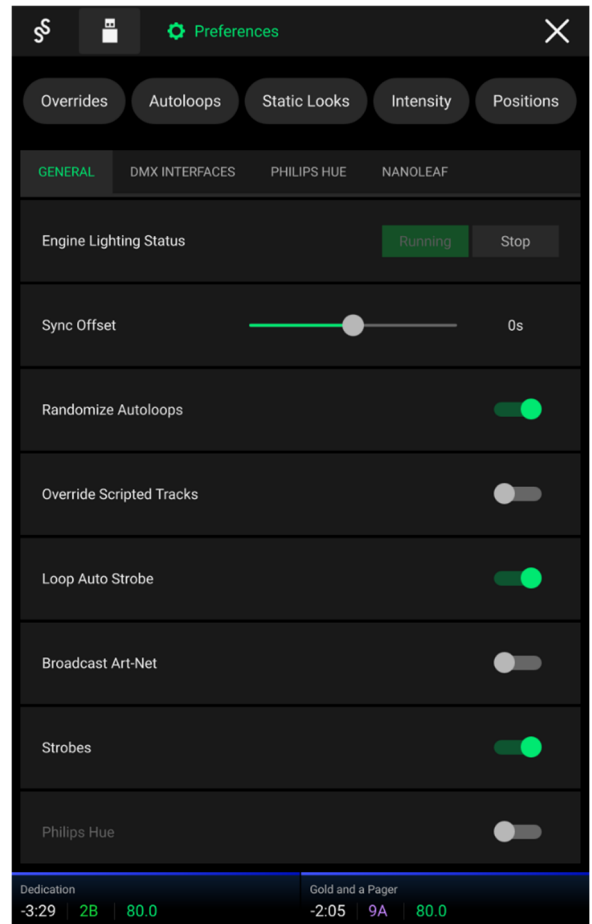 Preferences
Overrides Autoloops Static Looks Intensity Positions
GENERAL DMX INTERFACES PHILIPS HUE NANOLEAF
Engine Lighting Status Running Stop
Sync Offset 0s
Randomize Autoloops
Override Scripted Tracks
Loop Auto Strobe
Broadcast Art-Net
Strobes
Philips Hue
Dedication
-3:29 2B 80.0
Gold and a Pager
-2:05 9A 80.0